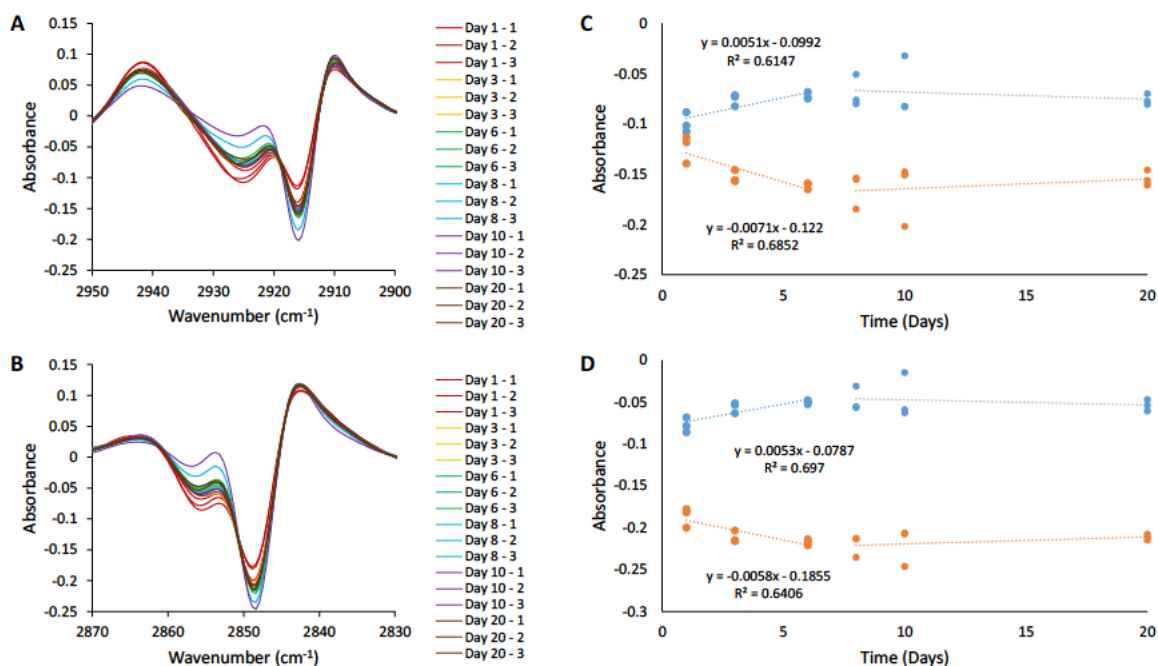 A
0.15
0.1
0.05
0
-0.05
-0.1
-0.15
-0.2
-0.25
Absorbance
2950 2940 2930 2920 2910 2900
Wavenumber (cm⁻¹)
Day 1 - 1
Day 1 - 2
Day 1 - 3
Day 3 - 1
Day 3 - 2
Day 3 - 3
Day 6 - 1
Day 6 - 2
Day 6 - 3
Day 8 - 1
Day 8 - 2
Day 8 - 3
Day 10 - 1
Day 10 - 2
Day 10 - 3
Day 20 - 1
Day 20 - 2
Day 20 - 3
C
0
-0.05
-0.1
-0.15
-0.2
-0.25
Absorbance
y = 0.0051x - 0.0992
R² = 0.6147
y = -0.0071x - 0.122
R² = 0.6852
0 5 10 15 20
Time (Days)
B
0.15
0.1
0.05
0
-0.05
-0.1
-0.15
-0.2
-0.25
Absorbance
2870 2860 2850 2840 2830
Wavenumber (cm⁻¹)
Day 1 - 1
Day 1 - 2
Day 1 - 3
Day 3 - 1
Day 3 - 2
Day 3 - 3
Day 6 - 1
Day 6 - 2
Day 6 - 3
Day 8 - 1
Day 8 - 2
Day 8 - 3
Day 10 - 1
Day 10 - 2
Day 10 - 3
Day 20 - 1
Day 20 - 2
Day 20 - 3
D
0
-0.05
-0.1
-0.15
-0.2
-0.25
-0.3
Absorbance
y = 0.0053x - 0.0787
R² = 0.697
y = -0.0058x - 0.1855
R² = 0.6406
0 5 10 15 20
Time (Days)